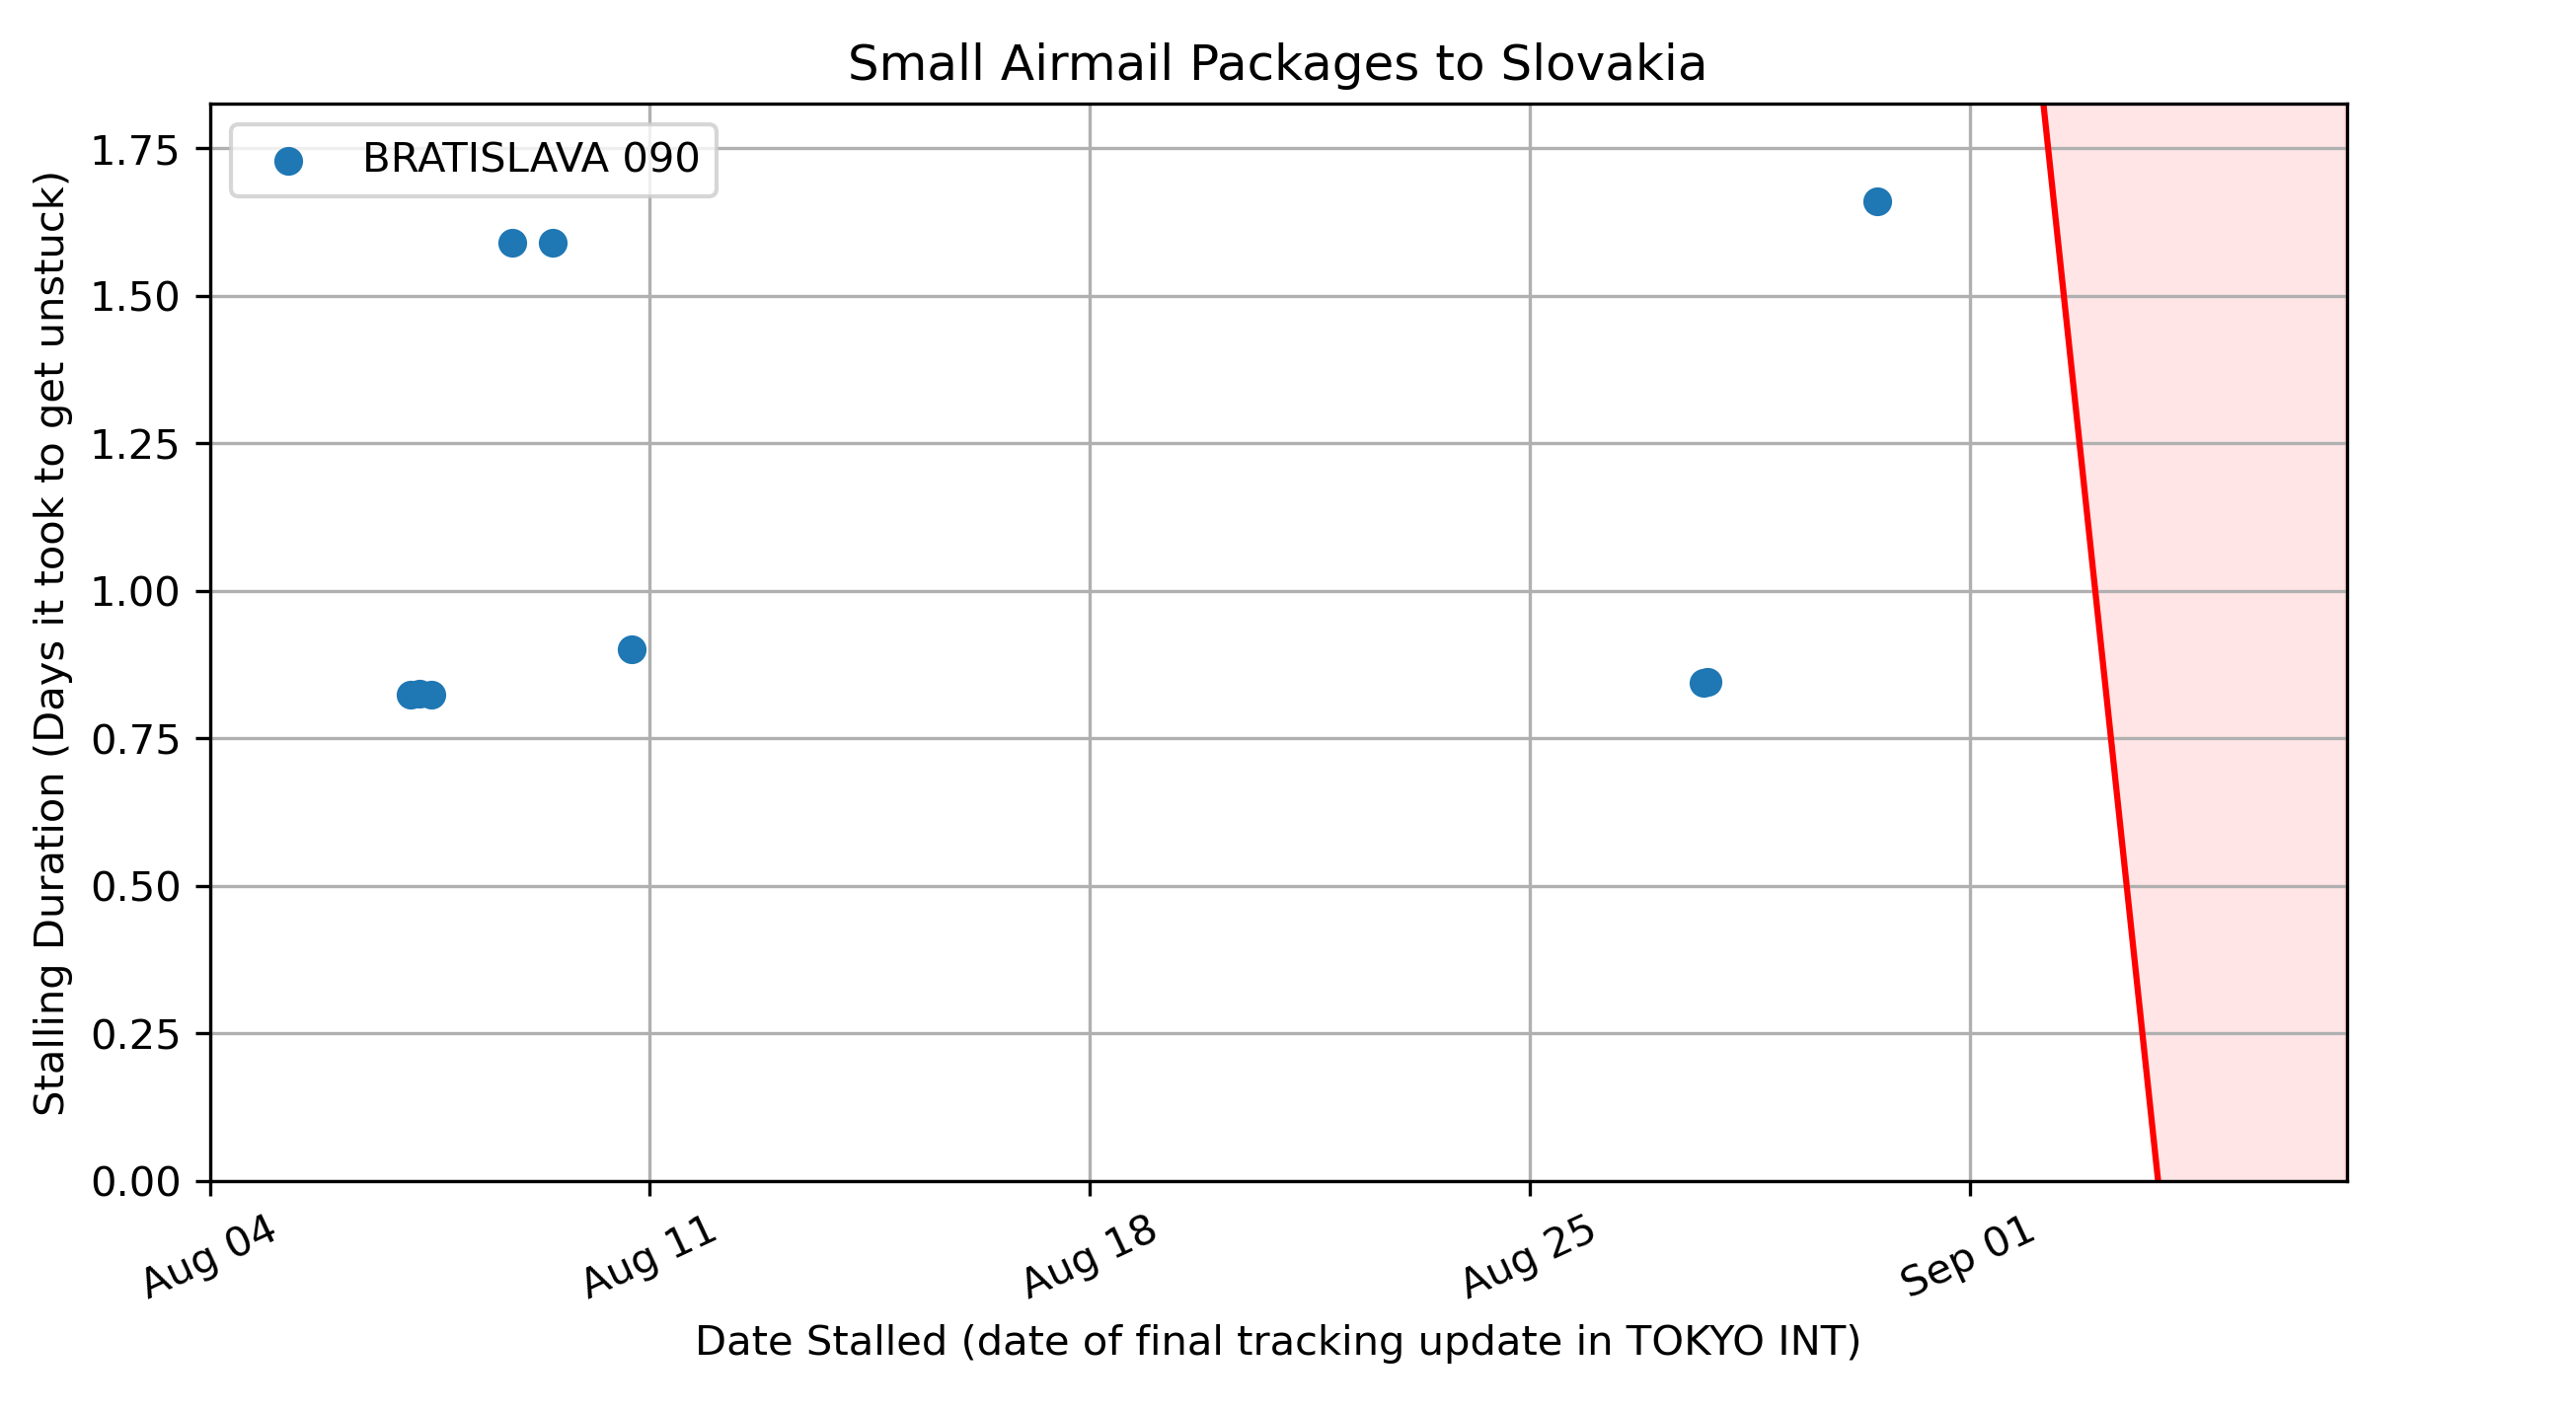 Small Airmail Packages to Slovakia
BRATISLAVA 090
Stalling Duration (Days it took to get unstuck)
1.75
1.50
1.25
1.00
0.75
0.50
0.25
0.00
Aug 04
Aug 11
Aug 18
Aug 25
Sep 01
Date Stalled (date of final tracking update in TOKYO INT)